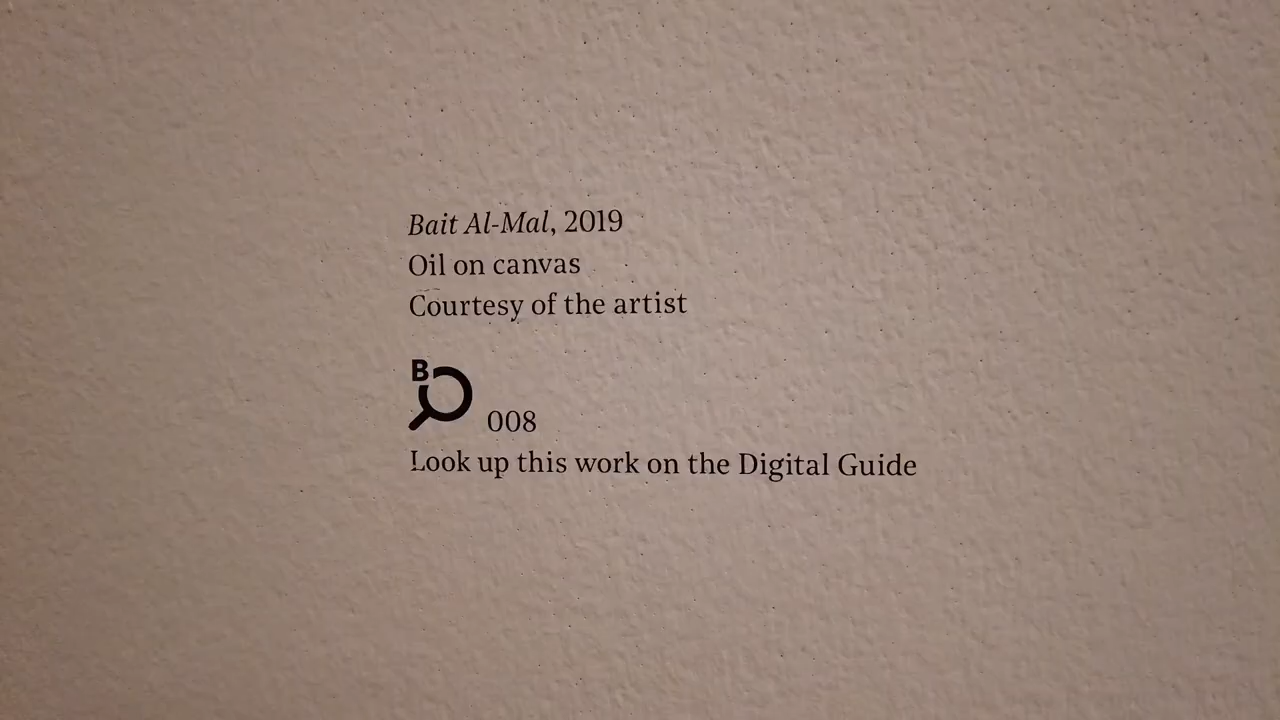 Bait Al-Mal, 2019
Oil on canvas
Courtesy of the artist
B
008
Look up this work on the Digital Guide